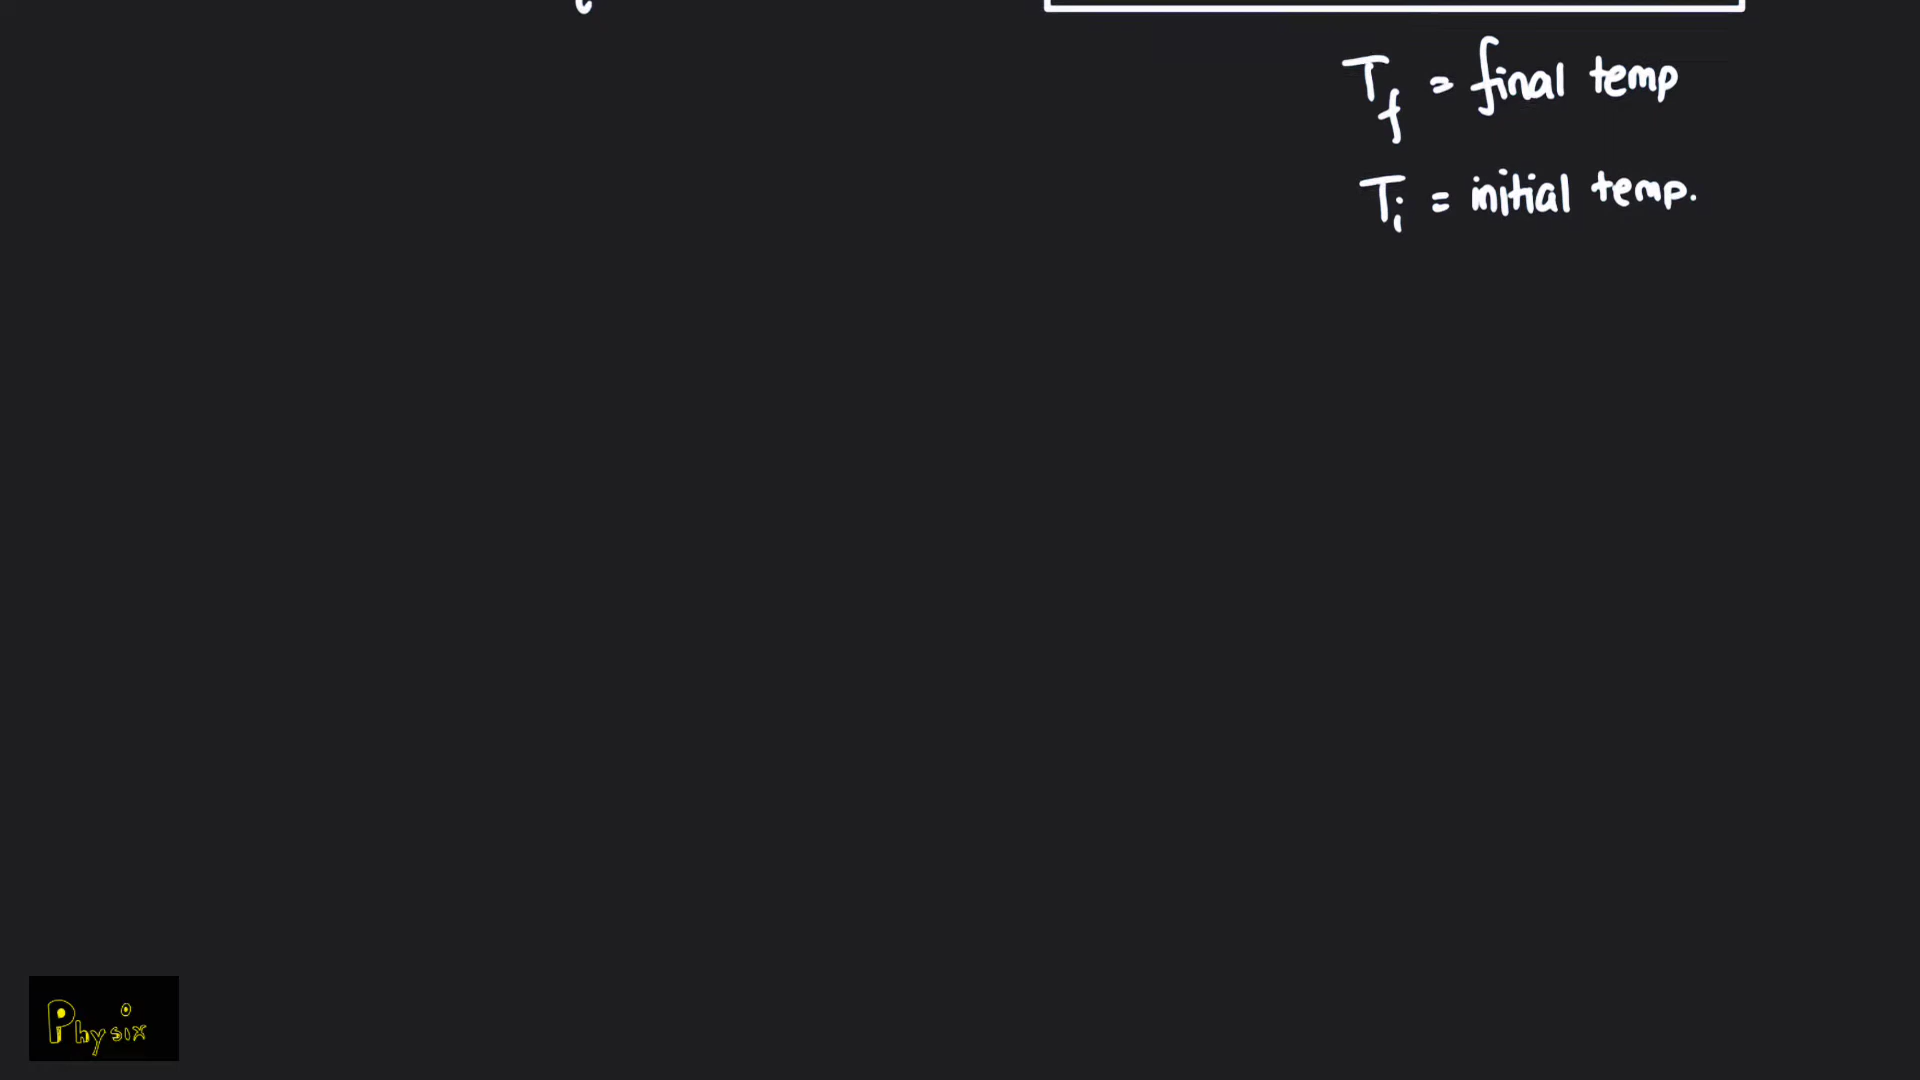 T_f = final temp
T_i = initial temp.
Physix